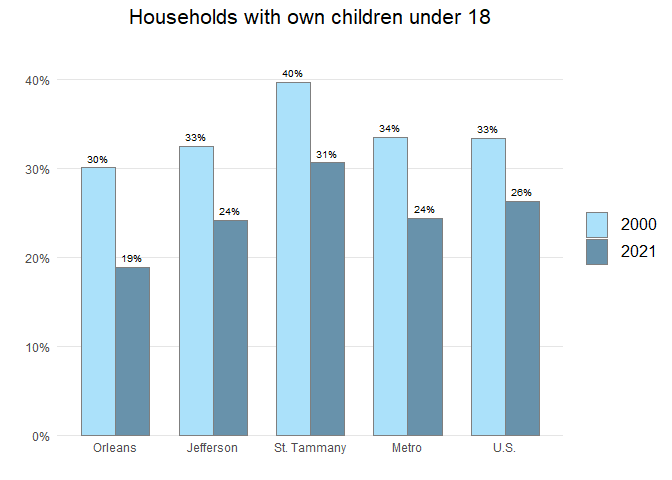 Households with own children under 18
40%
30%
20%
10%
0%
30%
19%
33%
24%
40%
31%
34%
24%
33%
26%
Orleans
Jefferson
St. Tammany
Metro
U.S.
2000
2021